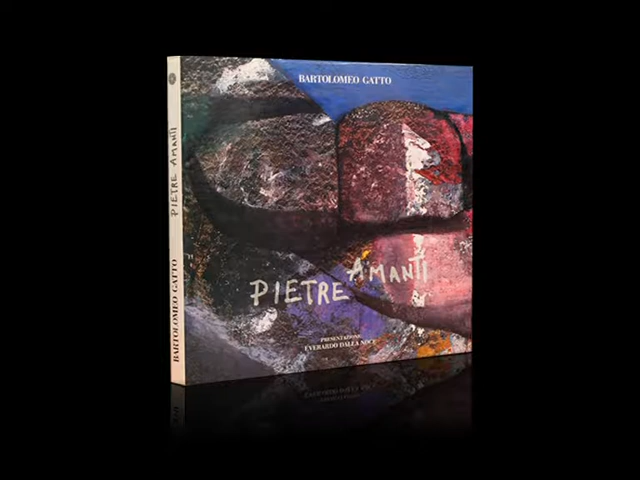 BARTOLOMEO GATTO
PIETRE AMANTI
PRESENTAZIONE
EVERARDO DALLA NOCE
PIETRE AMANTI
BARTOLOMEO GATTO